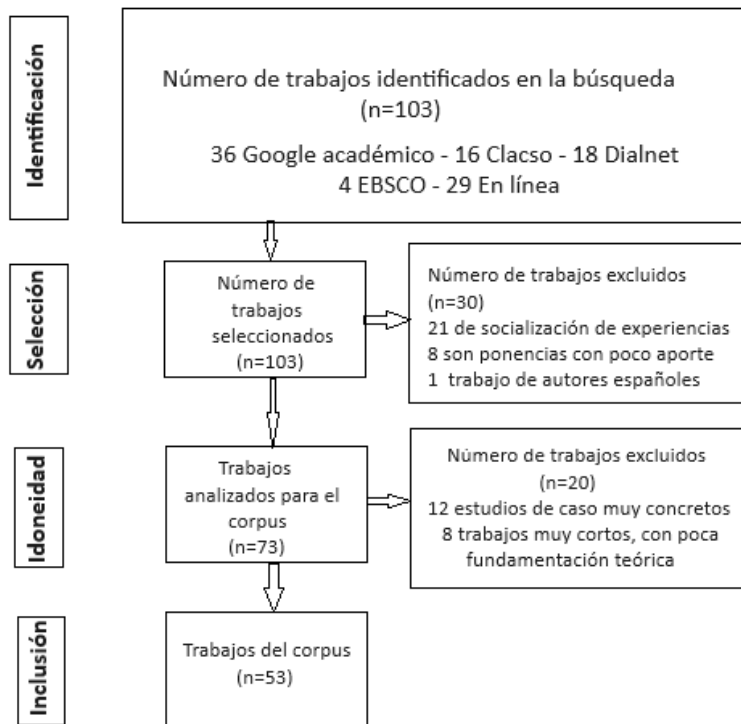 Identificación
Número de trabajos identificados en la búsqueda
(n=103)
36 Google académico - 16 Clacso - 18 Dialnet
4 EBSCO - 29 En línea
Selección
Número de
trabajos
seleccionados
(n=103)
Número de trabajos excluidos
(n=30)
21 de socialización de experiencias
8 son ponencias con poco aporte
1 trabajo de autores españoles
Idoneidad
Trabajos
analizados para el
corpus
(n=73)
Número de trabajos excluidos
(n=20)
12 estudios de caso muy concretos
8 trabajos muy cortos, con poca
fundamentación teórica
Inclusión
Trabajos del corpus
(n=53)